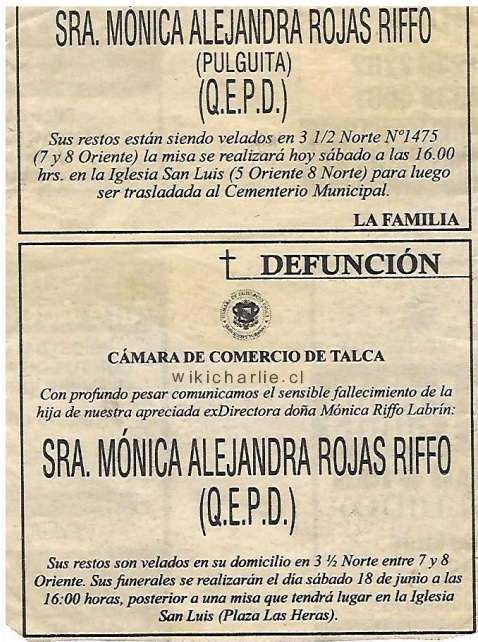 SRA. MÓNICA ALEJANDRA ROJAS RIFFO
(PULGUITA)
(Q.E.P.D.)
Sus restos están siendo velados en 3 1/2 Norte Nº1475
(7 y 8 Oriente) la misa se realizará hoy sábado a las 16.00
hrs. en la Iglesia San Luis (5 Oriente 8 Norte) para luego
ser trasladada al Cementerio Municipal.
LA FAMILIA
DEFUNCIÓN
CÁMARA DE COMERCIO DE TALCA
wikicharlie.cl
Con profundo pesar comunicamos el sensible fallecimiento de la
hija de nuestra apreciada exDirectora doña Mónica Riffo Labrín:
SRA. MÓNICA ALEJANDRA ROJAS RIFFO
(Q.E.P.D.)
Sus restos son velados en su domicilio en 3 ½ Norte entre 7 y 8
Oriente. Sus funerales se realizarán el día sábado 18 de junio a las
16:00 horas, posterior a una misa que tendrá lugar en la Iglesia
San Luis (Plaza Las Heras).